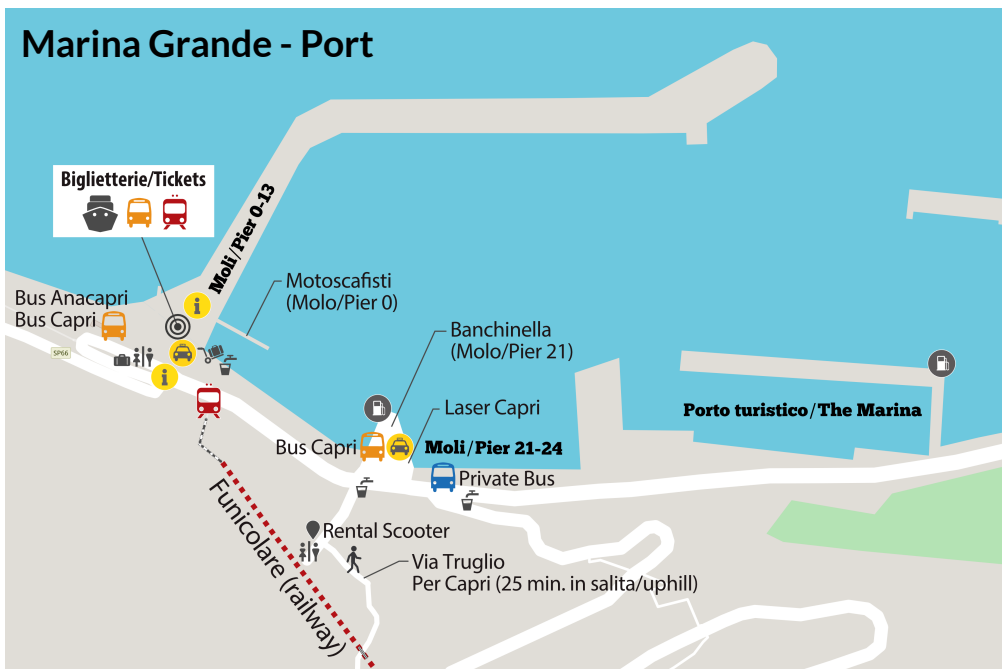 Marina Grande - Port
Biglietterie/Tickets
Moli/Pier 0-13
Motoscafisti
(Molo/Pier 0)
Bus Anacapri
Bus Capri
i
SP66
i
Banchinella
(Molo/Pier 21)
Laser Capri
Porto turistico/The Marina
Bus Capri
Moli/Pier 21-24
Private Bus
Funicolare (railway)
Rental Scooter
Via Truglio
Per Capri (25 min. in salita/uphill)